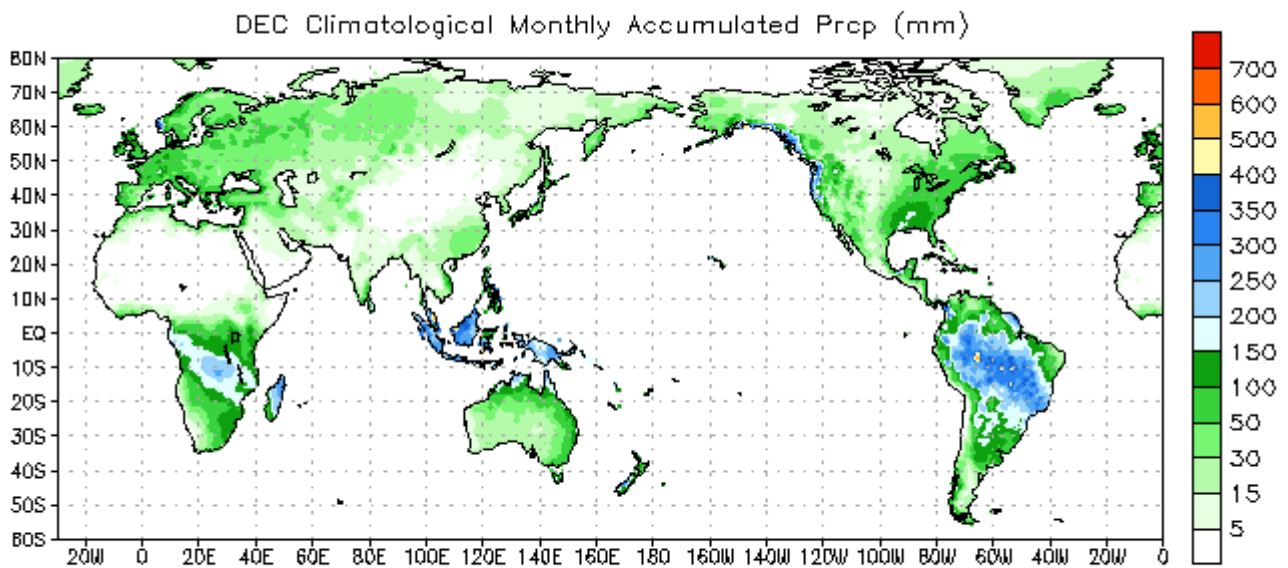 DEC Climatological Monthly Accumulated Prcp (mm)
80N
70N
60N
50N
40N
30N
20N
10N
EQ
10S
20S
30S
40S
50S
60S
20W 0 20E 40E 60E 80E 100E 120E 140E 160E 180 160W 140W 120W 100W 80W 60W 40W 20W 0
700
600
500
400
350
300
250
200
150
100
50
30
15
5